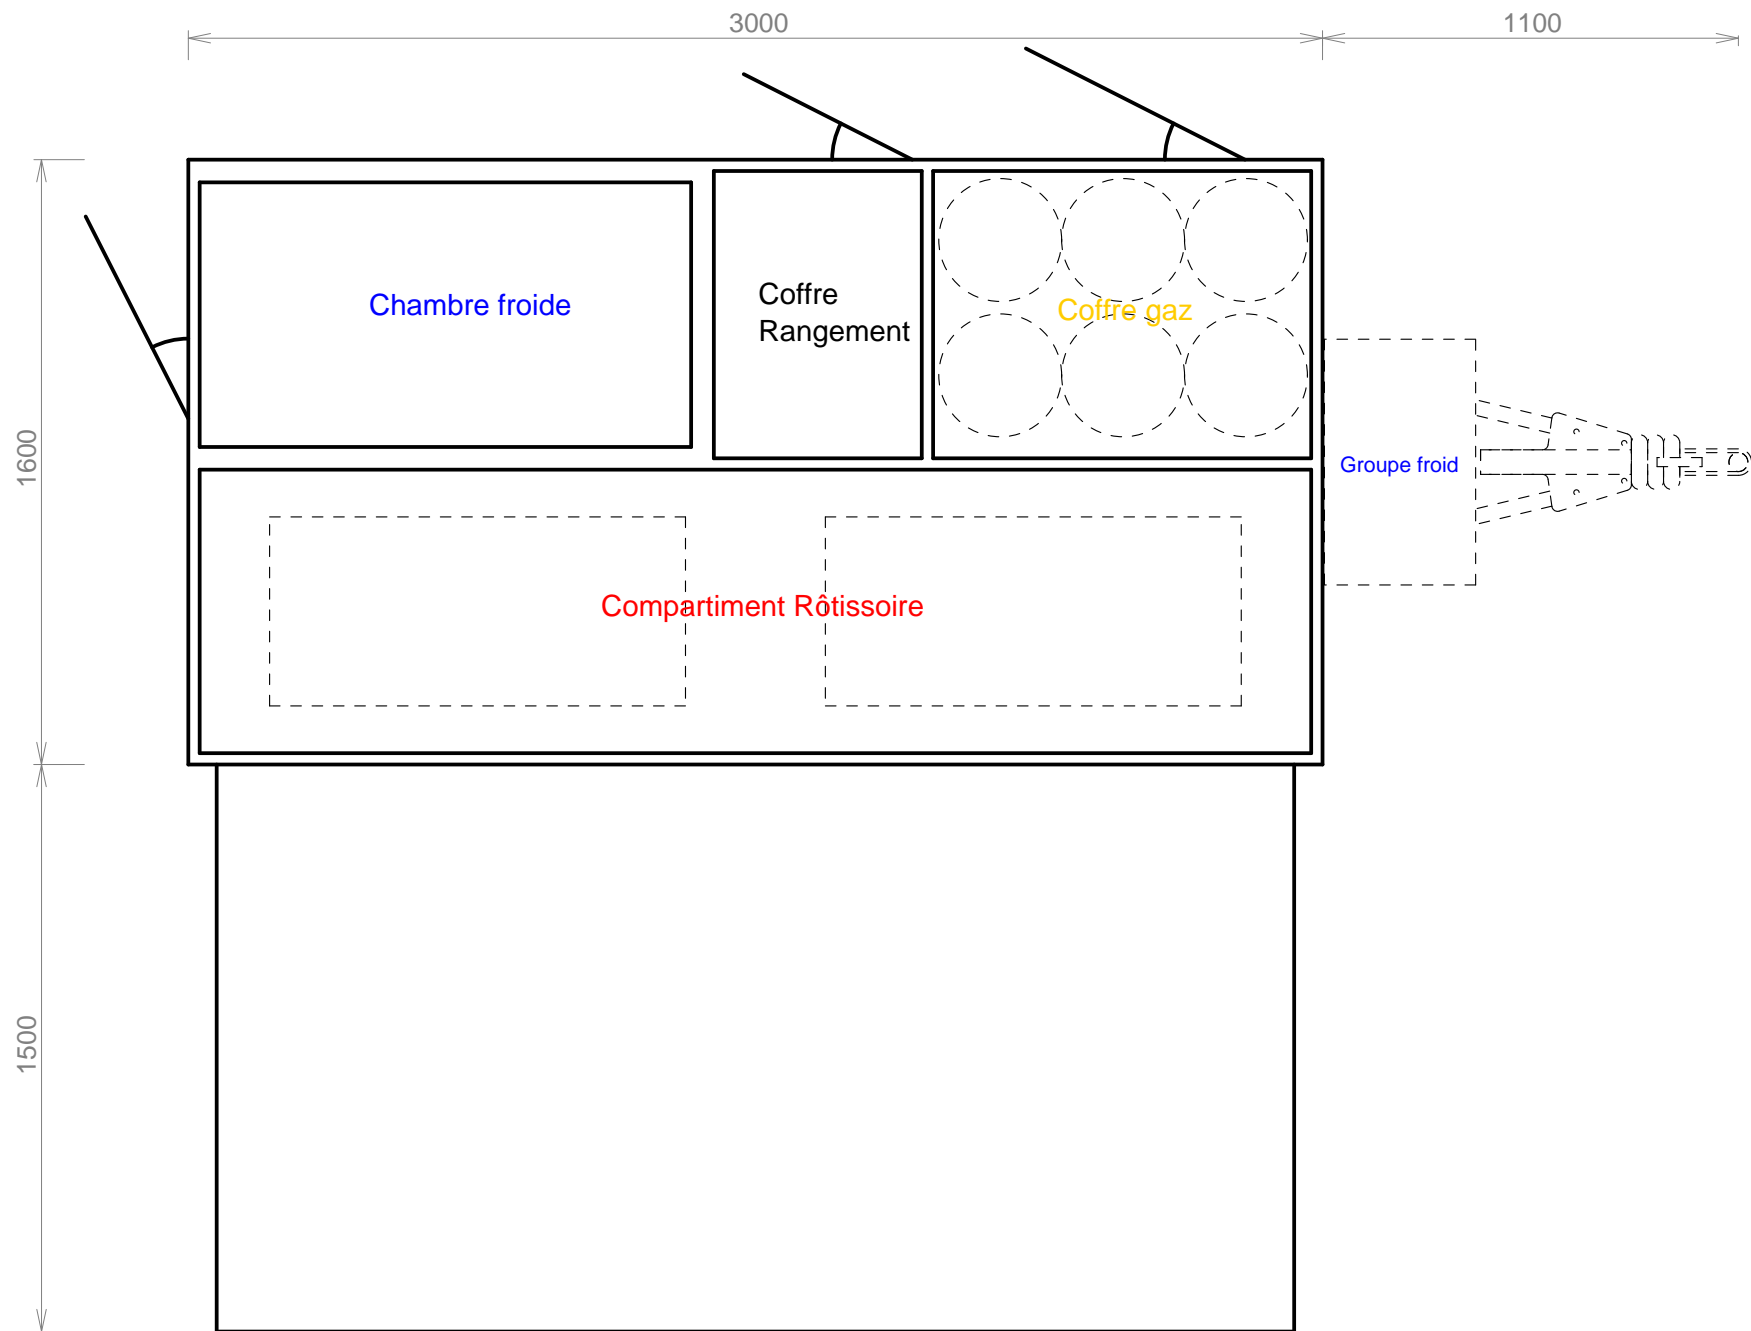 3000
1100
Chambre froide
Coffre
Rangement
Coffre gaz
1600
Groupe froid
Compartiment Rôtissoire
1500